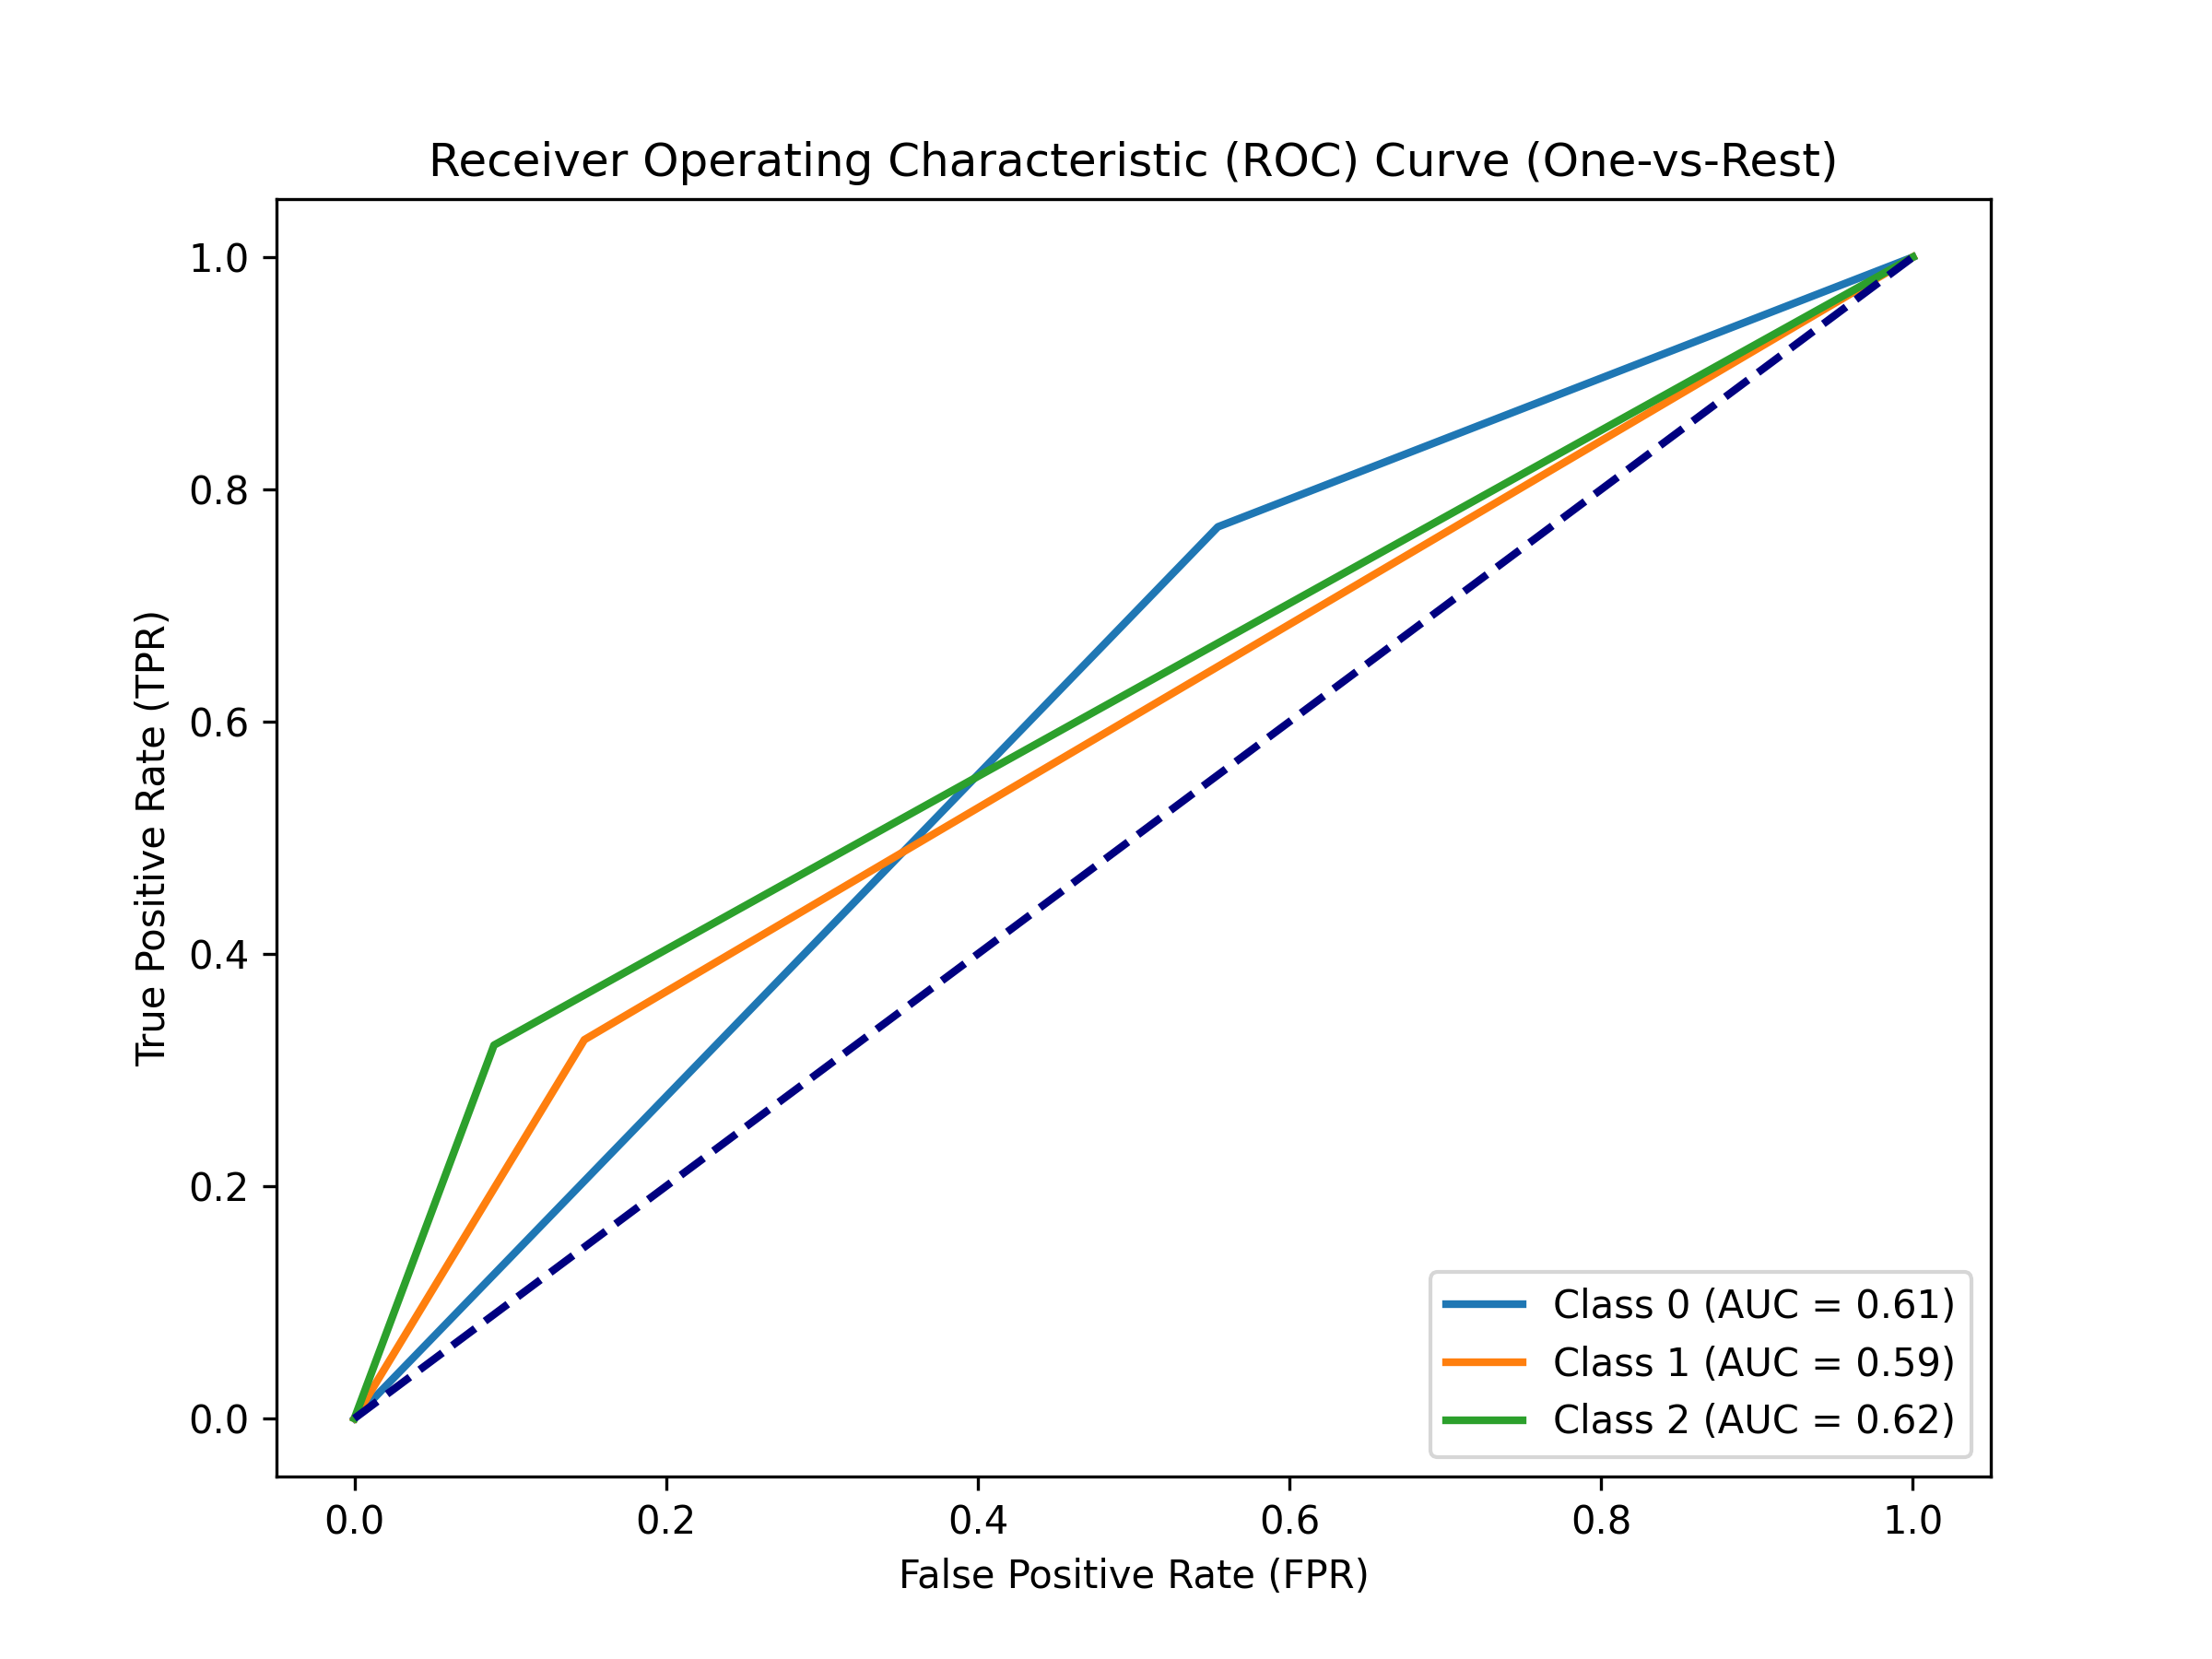 Receiver Operating Characteristic (ROC) Curve (One-vs-Rest)
1.0
0.8
0.6
0.4
0.2
0.0
True Positive Rate (TPR)
Class 0 (AUC = 0.61)
Class 1 (AUC = 0.59)
Class 2 (AUC = 0.62)
0.0 0.2 0.4 0.6 0.8 1.0
False Positive Rate (FPR)